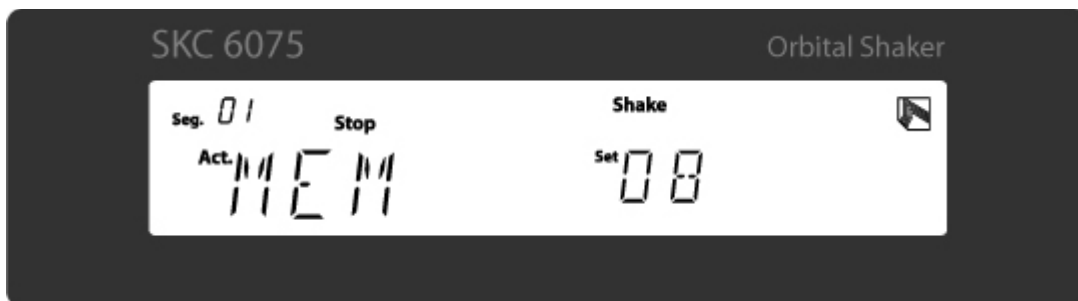 SKC 6075 Orbital Shaker
Seg. 01 Stop Shake
Act. MEM Set 08